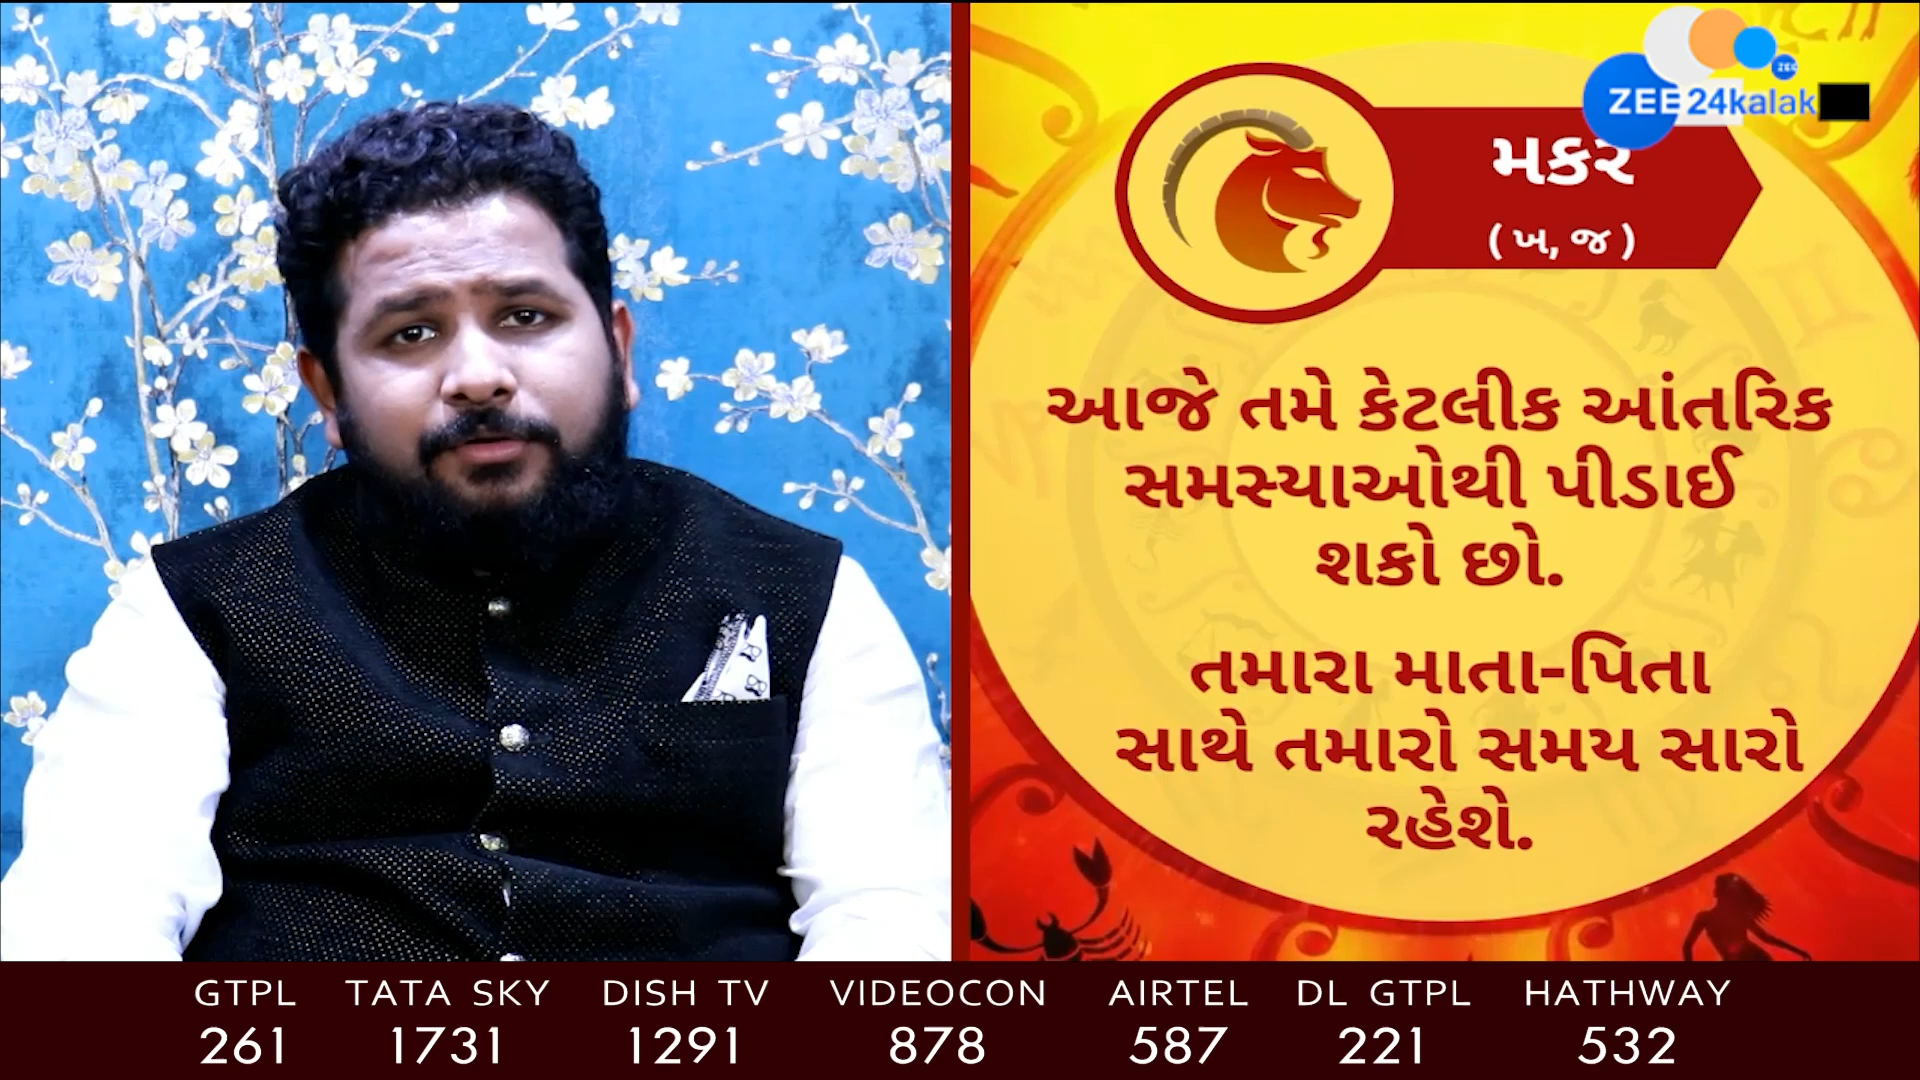 ZEE 24kalak
મકર
( ખ, જ )
આજે તમે કેટલીક આંતરિક
સમસ્યાઓથી પીડાઈ
શકો છો.
તમારા માતા-પિતા
સાથે તમારો સમય સારો
રહેશે.
GTPL TATA SKY DISH TV VIDEOCON AIRTEL DL GTPL HATHWAY
261 1731 1291 878 587 221 532